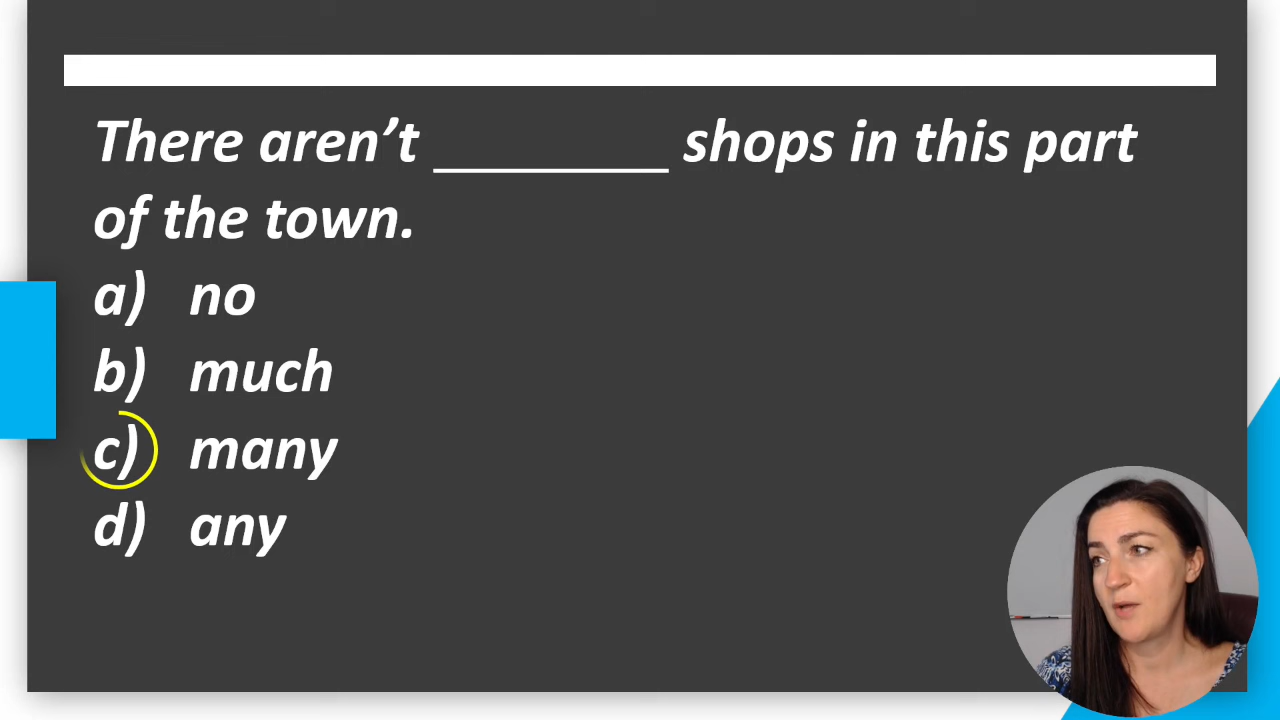 There aren’t _________ shops in this part
of the town.
a) no
b) much
c) many
d) any